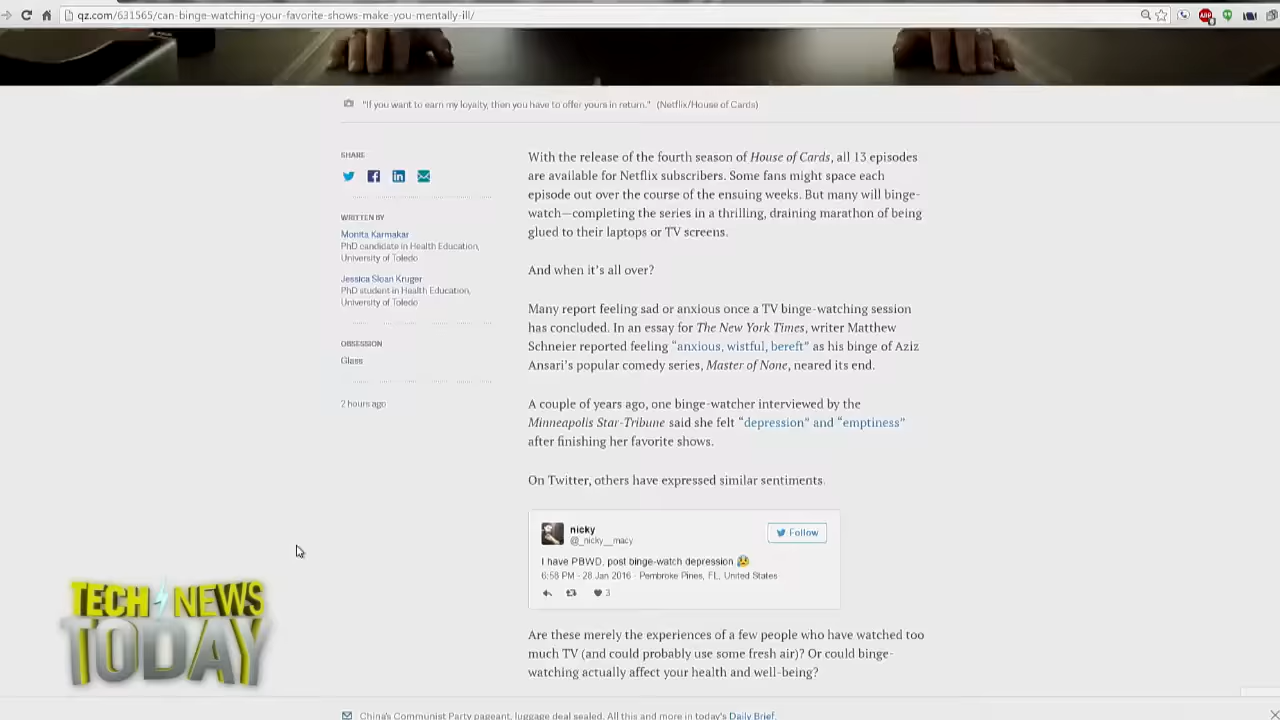 qz.com/631565/can-binge-watching-your-favorite-shows-make-you-mentally-ill/
"If you want to earn my loyalty, then you have to offer yours in return." (Netflix/House of Cards)
SHARE
WRITTEN BY
Monita Karmakar
PhD candidate in Health Education,
University of Toledo
Jessica Sloan Kruger
PhD student in Health Education,
University of Toledo
OBSESSION
Glass
2 hours ago
With the release of the fourth season of House of Cards, all 13 episodes
are available for Netflix subscribers. Some fans might space each
episode out over the course of the ensuing weeks. But many will binge-
watch—completing the series in a thrilling, draining marathon of being
glued to their laptops or TV screens.
And when it's all over?
Many report feeling sad or anxious once a TV binge-watching session
has concluded. In an essay for The New York Times, writer Matthew
Schneier reported feeling "anxious, wistful, bereft" as his binge of Aziz
Ansari's popular comedy series, Master of None, neared its end.
A couple of years ago, one binge-watcher interviewed by the
Minneapolis Star-Tribune said she felt "depression" and "emptiness"
after finishing her favorite shows.
On Twitter, others have expressed similar sentiments.
nicky
@_nicky__macy
Follow
I have PBWD, post binge-watch depression 😰
6:58 PM - 28 Jan 2016 · Pembroke Pines, FL, United States
3
Are these merely the experiences of a few people who have watched too
much TV (and could probably use some fresh air)? Or could binge-
watching actually affect your health and well-being?
TECH NEWS
TODAY
China's Communist Party pageant, luggage deal sealed. All this and more in today's Daily Brief.